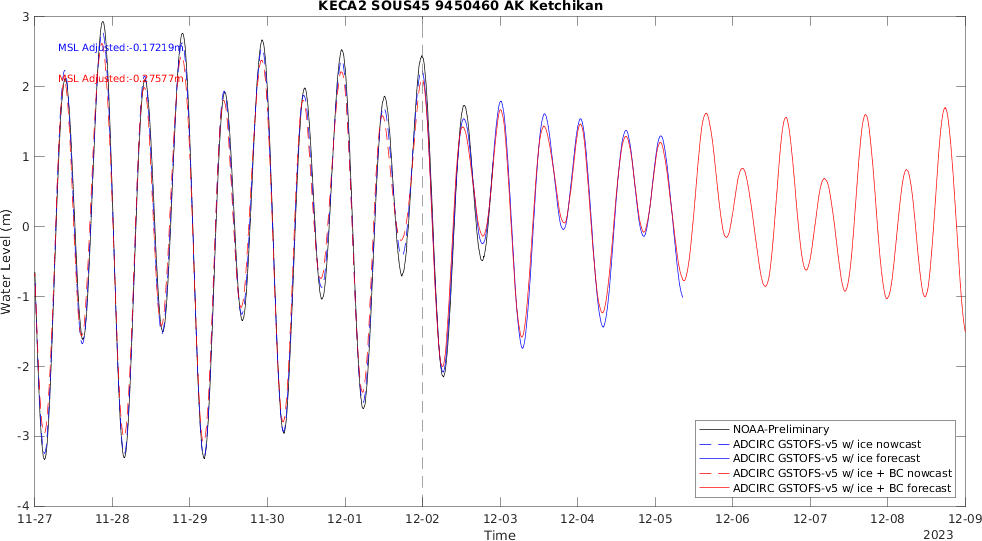 KECA2 SOUS45 9450460 AK Ketchikan
MSL Adjusted:-0.17219m
MSL Adjusted:-0.27577m
Water Level (m)
3
2
1
0
-1
-2
-3
-4
NOAA-Preliminary
ADCIRC GSTOFS-v5 w/ ice nowcast
ADCIRC GSTOFS-v5 w/ ice forecast
ADCIRC GSTOFS-v5 w/ ice + BC nowcast
ADCIRC GSTOFS-v5 w/ ice + BC forecast
11-27 11-28 11-29 11-30 12-01 12-02 12-03 12-04 12-05 12-06 12-07 12-08 12-09
Time
2023